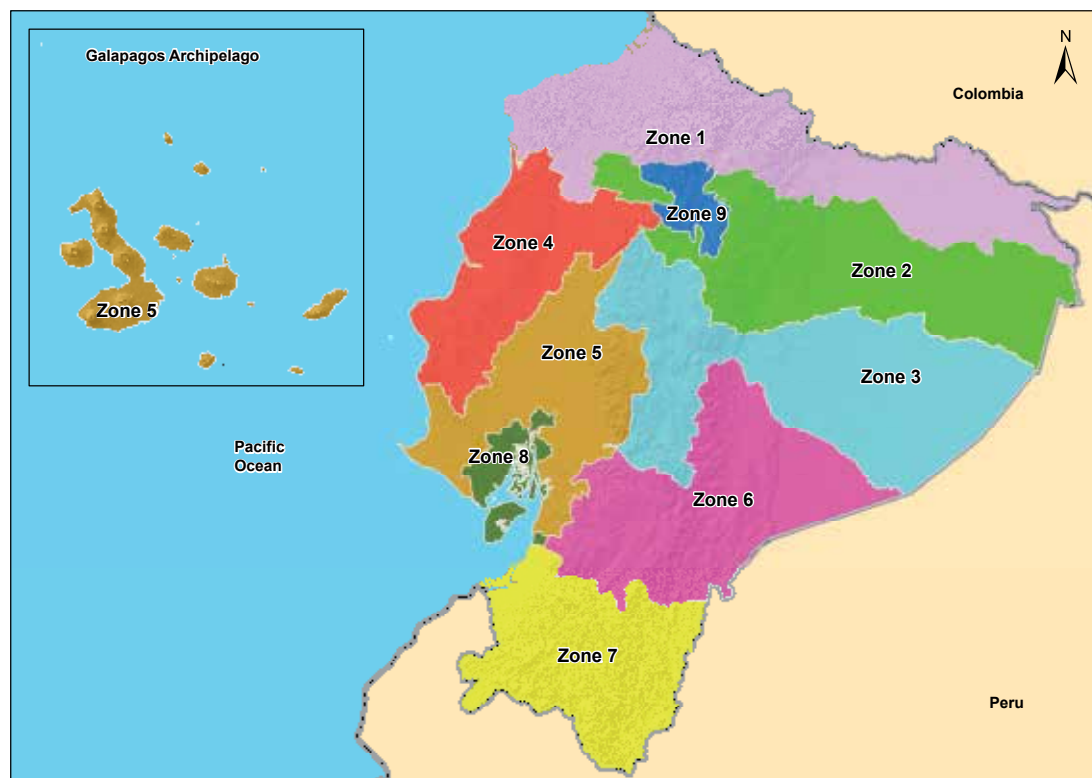 Galapagos Archipelago
N
Colombia
Zone 1
Zone 9
Zone 4
Zone 2
Zone 5
Zone 5
Zone 3
Pacific
Ocean
Zone 8
Zone 6
Zone 7
Peru